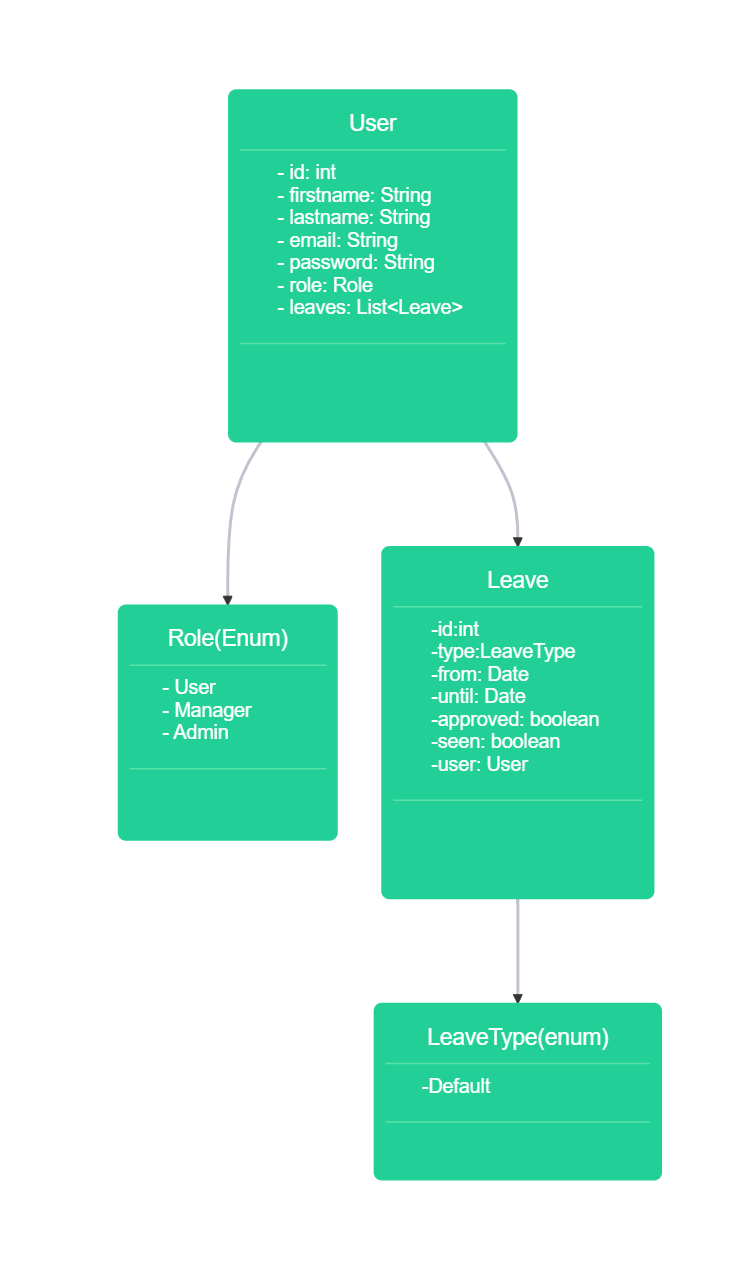 User
- id: int
- firstname: String
- lastname: String
- email: String
- password: String
- role: Role
- leaves: List<Leave>
Role(Enum)
- User
- Manager
- Admin
Leave
-id:int
-type:LeaveType
-from: Date
-until: Date
-approved: boolean
-seen: boolean
-user: User
LeaveType(enum)
-Default